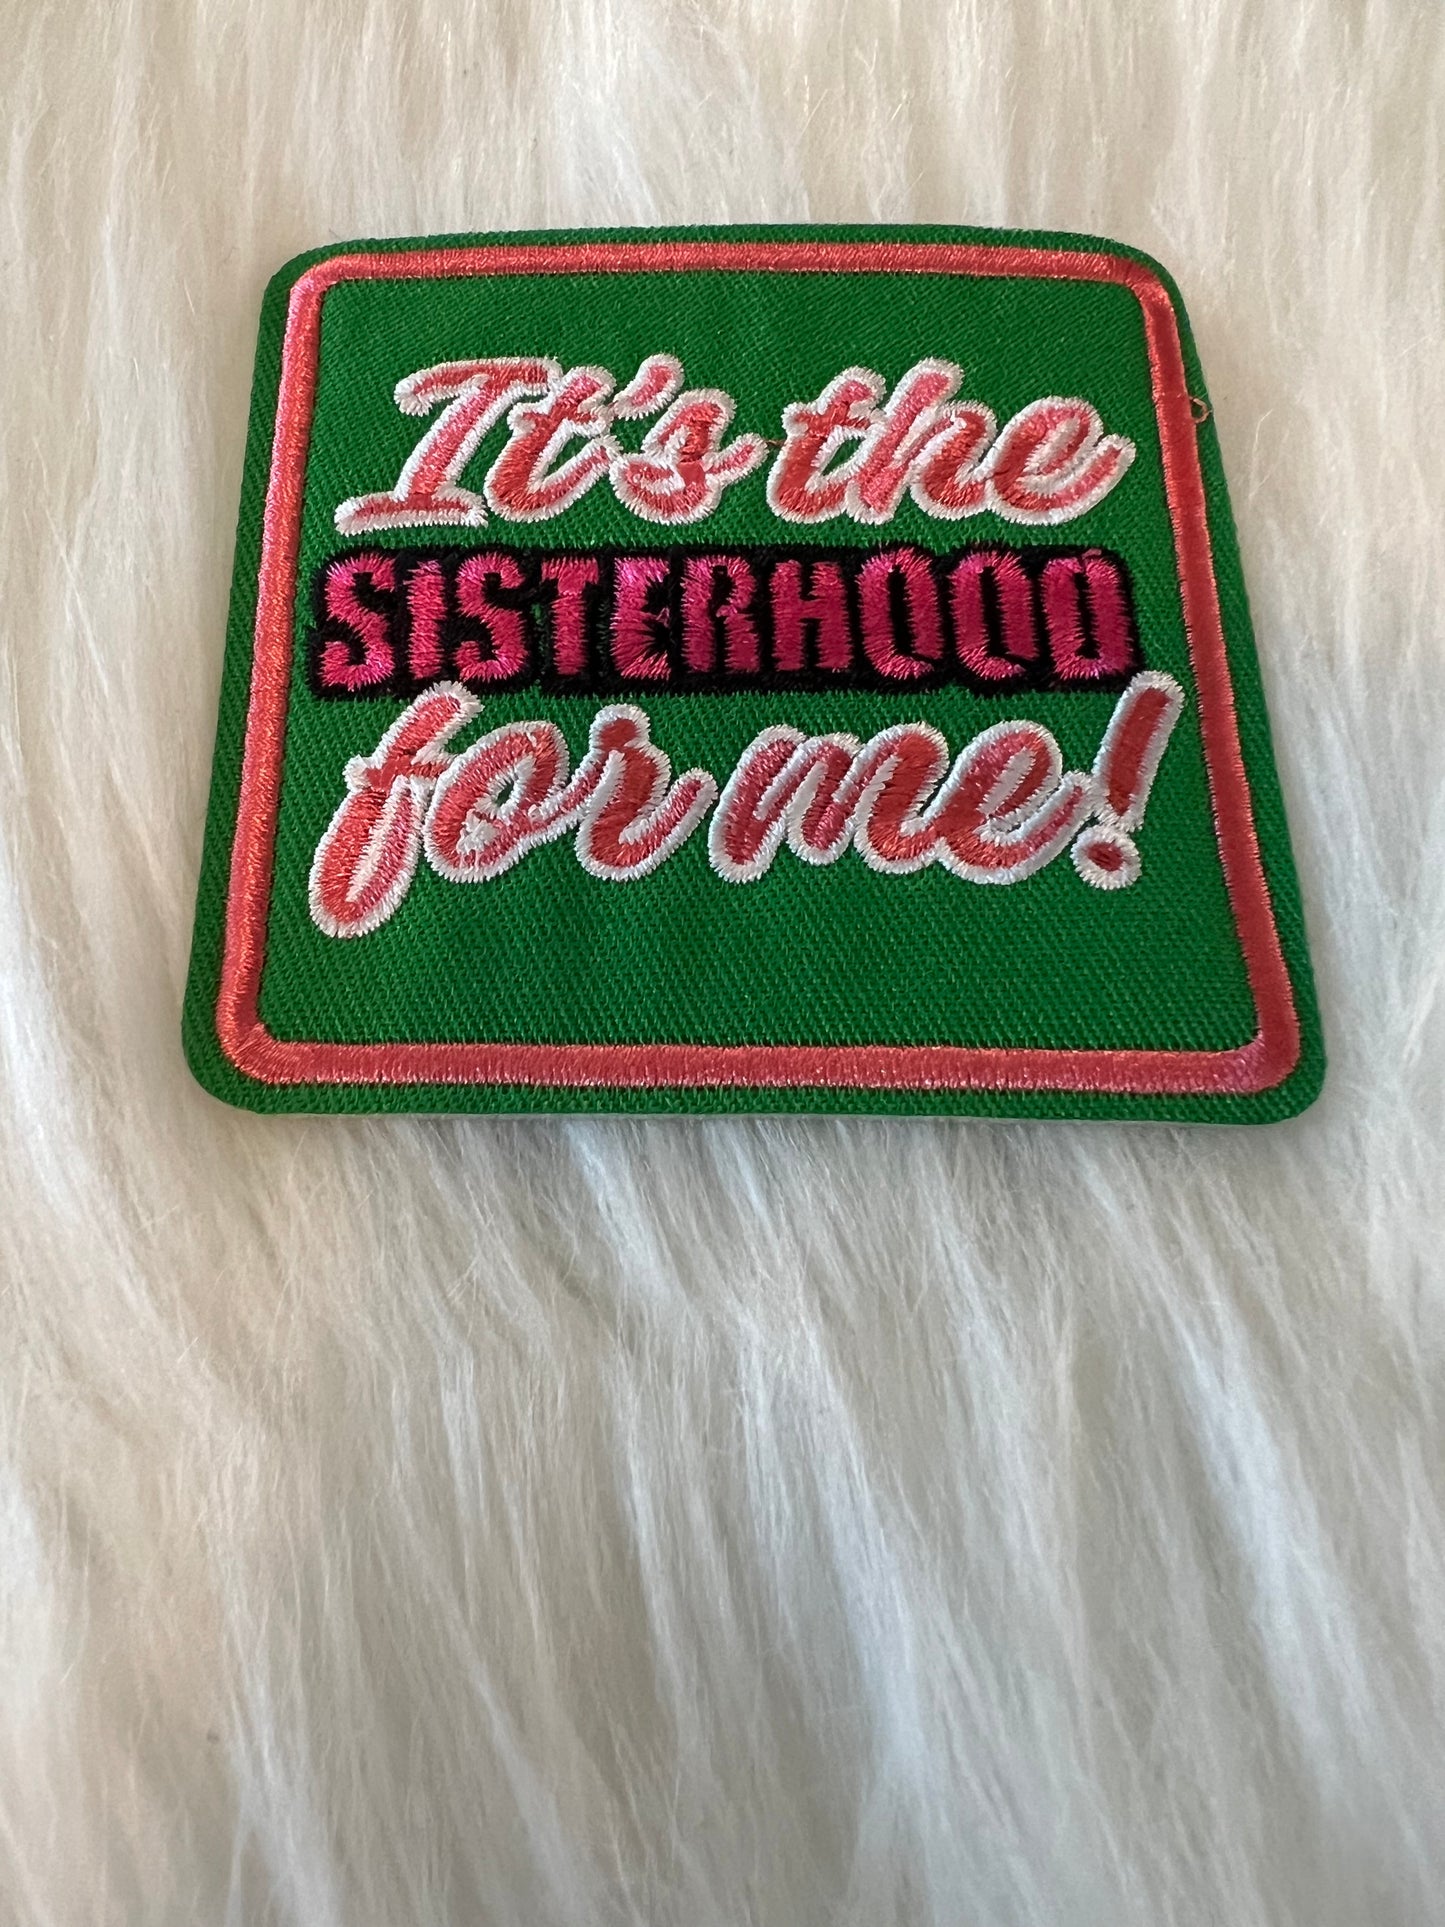 It's the
SISTERHOOD
for me!